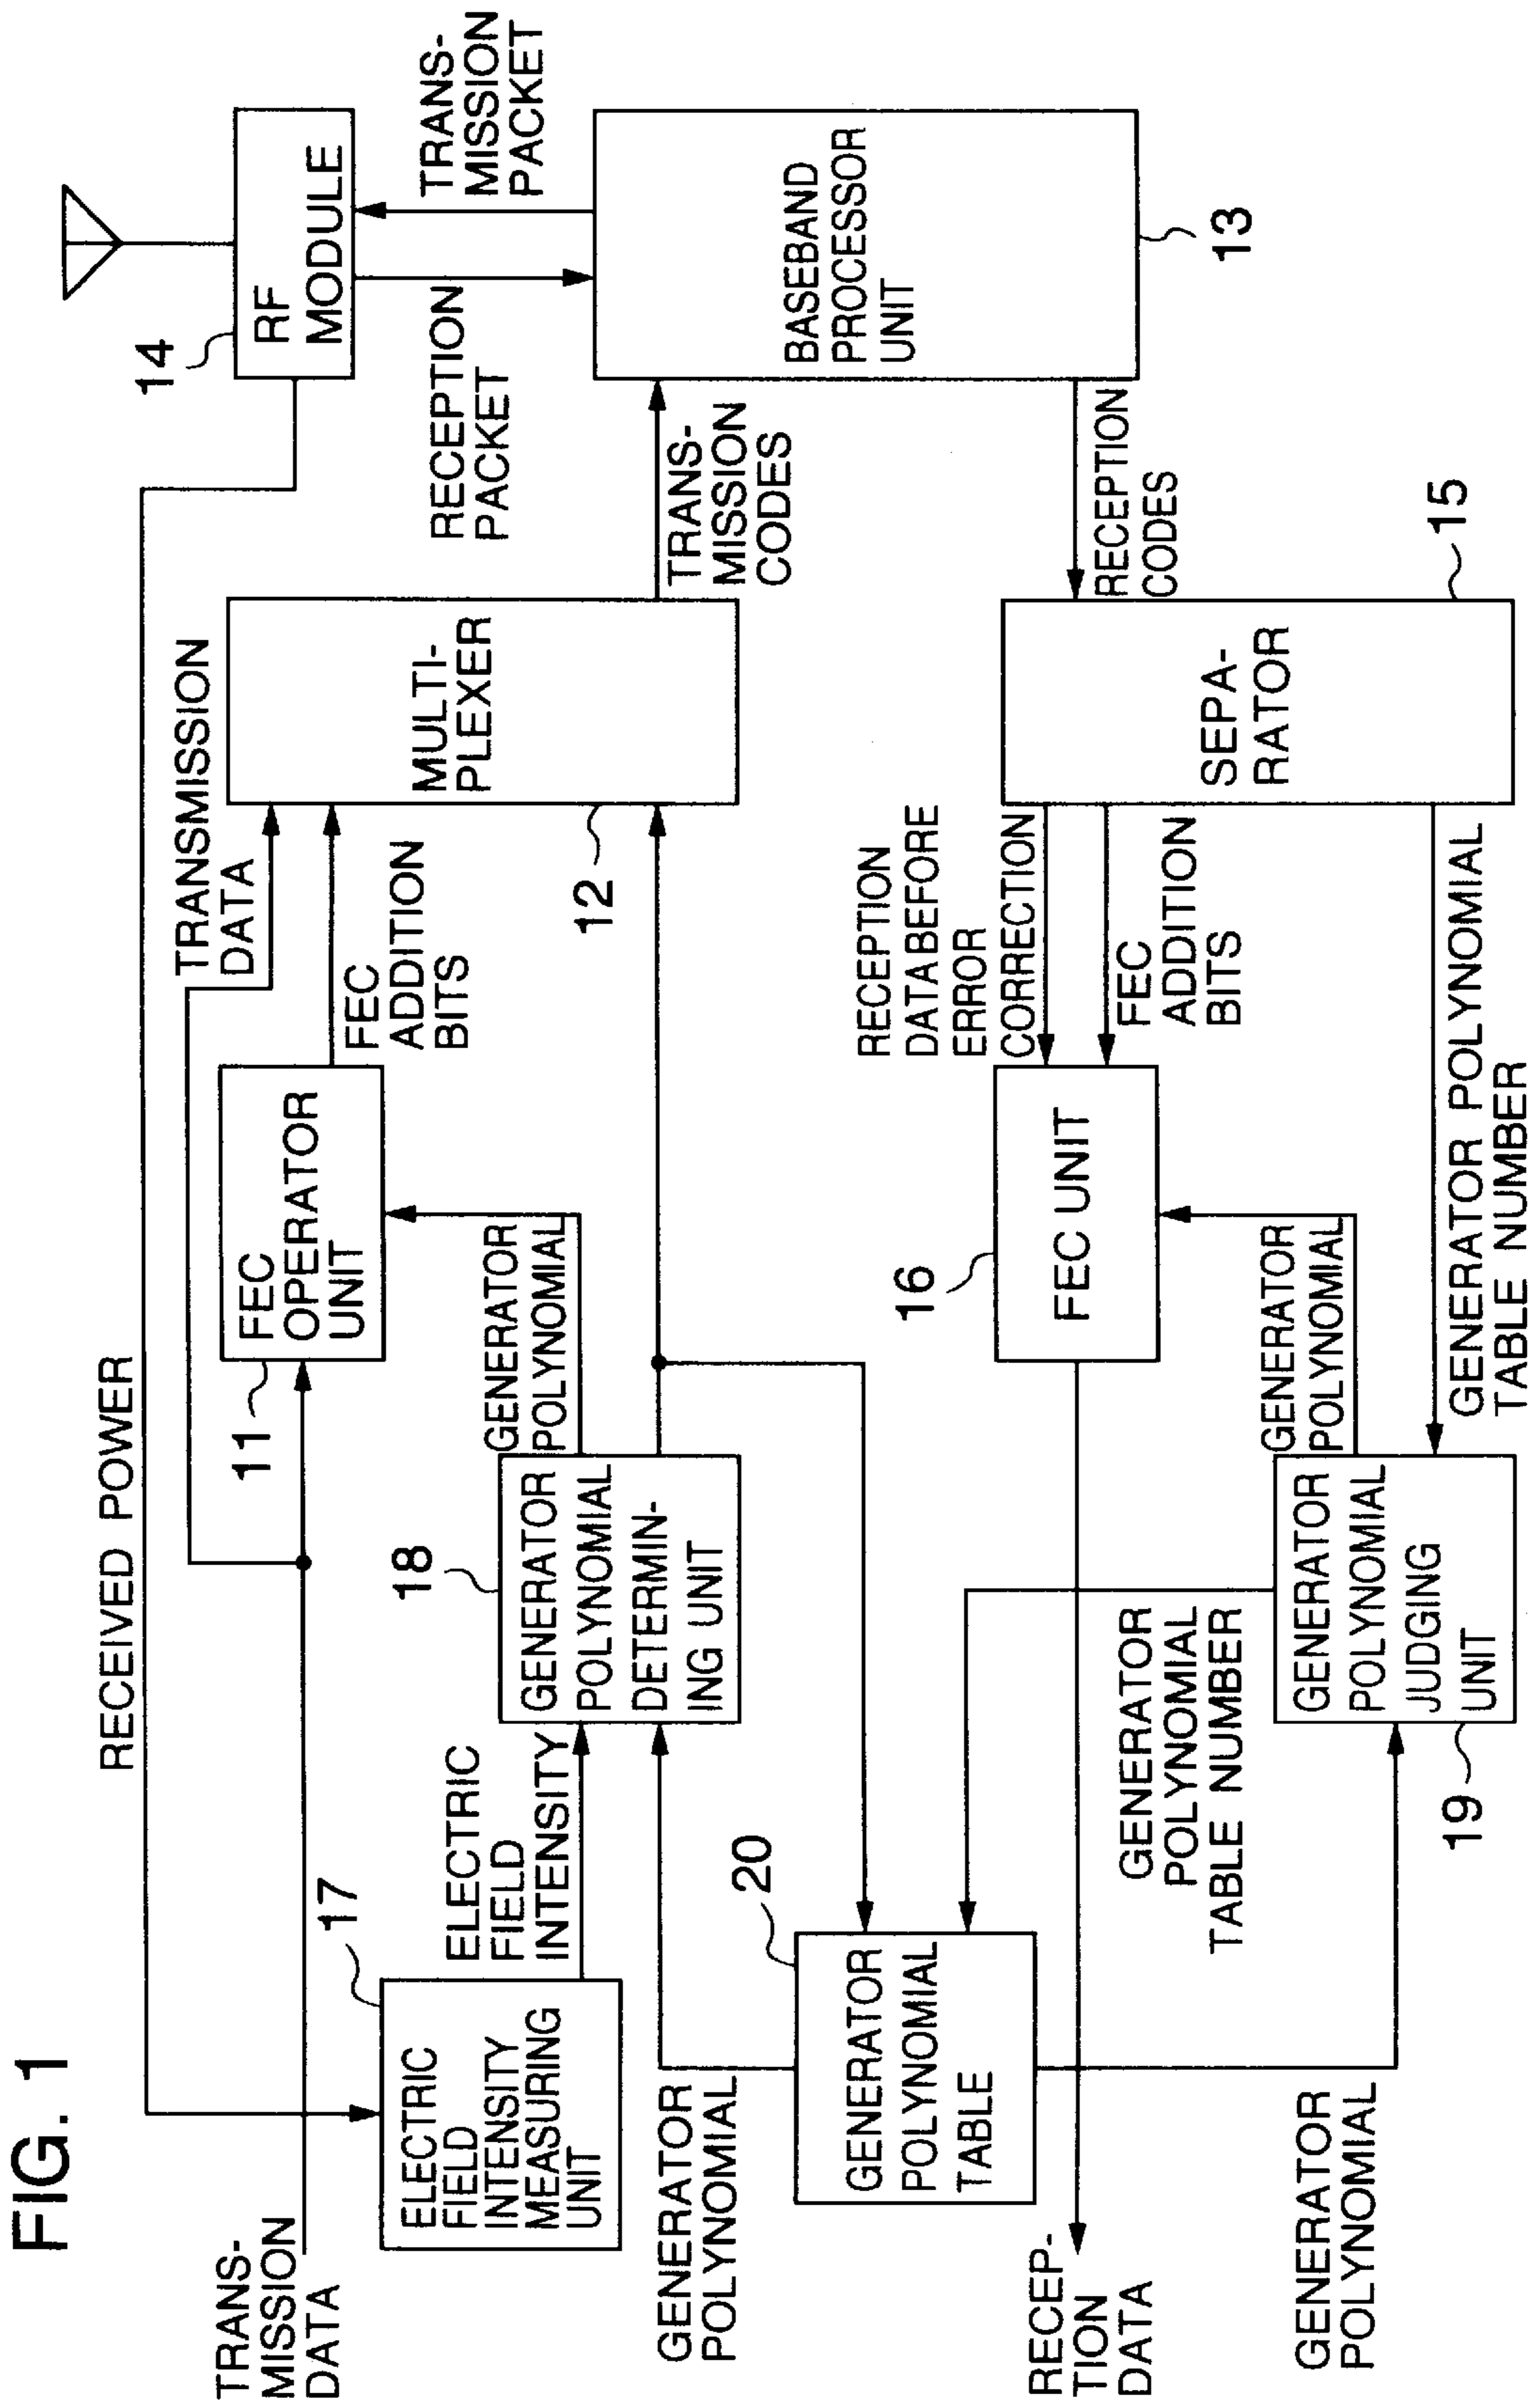 FIG. 1
RECEIVED POWER
TRANSMISSION
DATA
14
RF
MODULE
TRANS-
MISSION
DATA
11
FEC
OPERATOR
UNIT
FEC
ADDITION
BITS
MULTI-
PLEXER
12
RECEPTION
PACKET
TRANS-
MISSION
PACKET
17
ELECTRIC
FIELD
INTENSITY
MEASURING
UNIT
ELECTRIC
FIELD
INTENSITY
18
GENERATOR
POLYNOMIAL
DETERMIN-
ING UNIT
GENERATOR
POLYNOMIAL
TRANS-
MISSION
CODES
BASEBAND
PROCESSOR
UNIT
13
GENERATOR
POLYNOMIAL
20
GENERATOR
POLYNOMIAL
TABLE
RECEPTION
DATA BEFORE
ERROR
CORRECTION
16
FEC UNIT
FEC
ADDITION
BITS
RECEPTION
CODES
SEPA-
RATOR
15
RECEP-
TION
DATA
GENERATOR
POLYNOMIAL
TABLE NUMBER
GENERATOR
POLYNOMIAL
GENERATOR
POLYNOMIAL
JUDGING
UNIT
19
GENERATOR
POLYNOMIAL
GENERATOR POLYNOMIAL
TABLE NUMBER